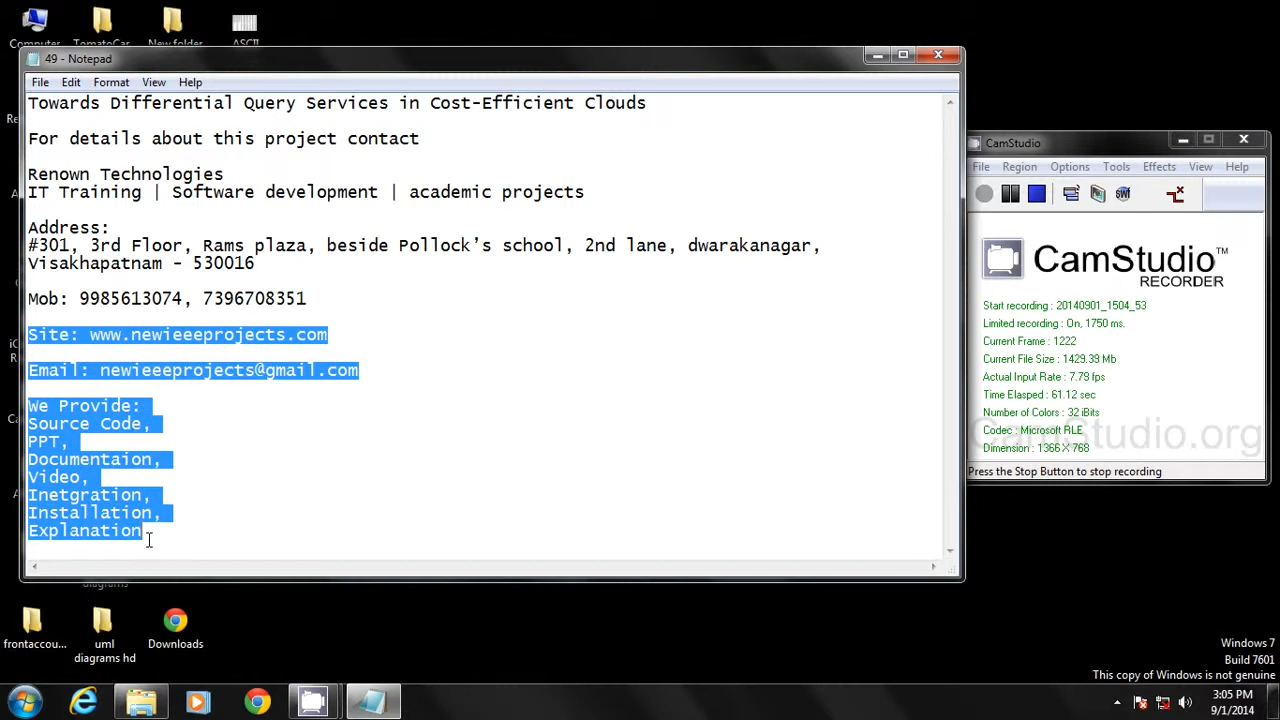 Computer
TomatoCar
New folder
ASCII
49 - Notepad
File Edit Format View Help
Towards Differential Query Services in Cost-Efficient Clouds
For details about this project contact
Renown Technologies
IT Training | Software development | academic projects
Address:
#301, 3rd Floor, Rams plaza, beside Pollock’s school, 2nd lane, dwarakanagar,
Visakhapatnam - 530016
Mob: 9985613074, 7396708351
Site: www.newieeeprojects.com
Email: newieeeprojects@gmail.com
We Provide:
Source Code,
PPT,
Documentaion,
Video,
Inetgration,
Installation,
Explanation
CamStudio
File Region Options Tools Effects View Help
SWF
CamStudio™
RECORDER
Start recording : 20140901_1504_53
Limited recording : On, 1750 ms.
Current Frame : 1222
Current File Size : 1429.39 Mb
Actual Input Rate : 7.79 fps
Time Elasped : 61.12 sec
Number of Colors : 32 iBits
Codec : Microsoft RLE
Dimension : 1366 X 768
CamStudio.org
Press the Stop Button to stop recording
frontaccou...
uml
diagrams hd
Downloads
Windows 7
Build 7601
This copy of Windows is not genuine
3:05 PM
9/1/2014